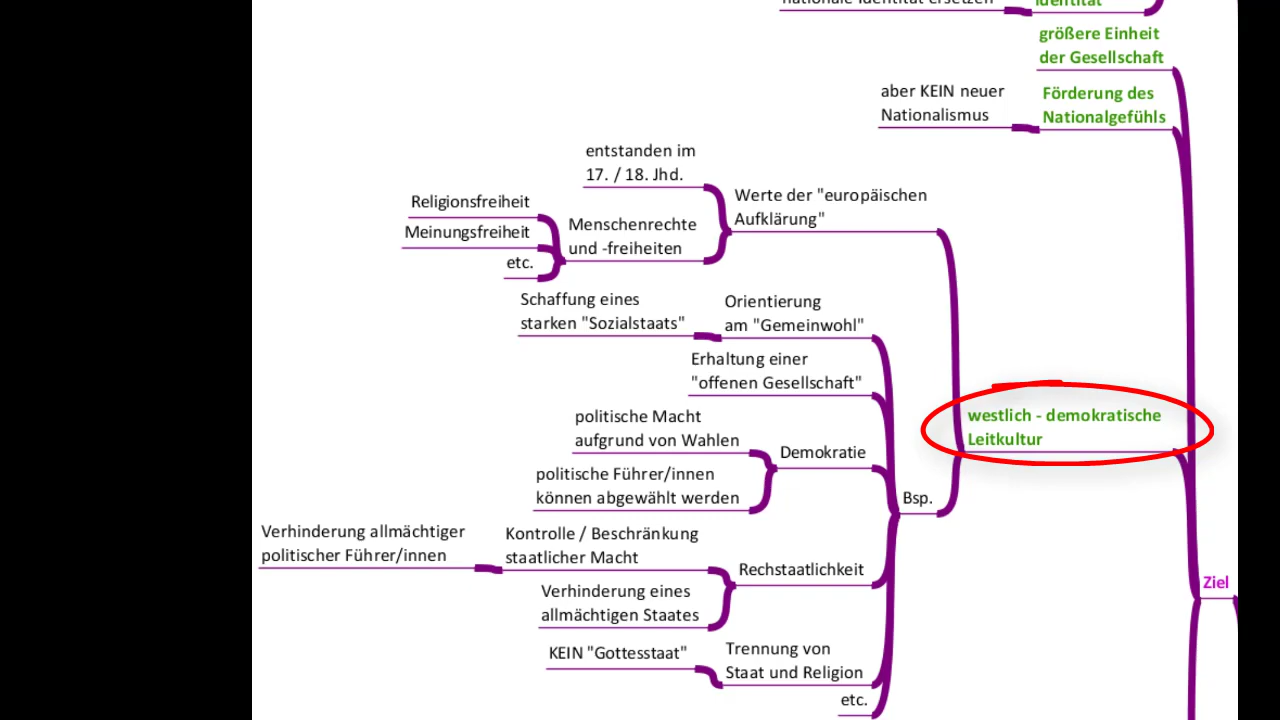 nationale Identität ersetzen
Identität
größere Einheit
der Gesellschaft
aber KEIN neuer
Nationalismus
Förderung des
Nationalgefühls
entstanden im
17. / 18. Jhd.
Werte der "europäischen
Aufklärung"
Religionsfreiheit
Meinungsfreiheit
etc.
Menschenrechte
und -freiheiten
Schaffung eines
starken "Sozialstaats"
Orientierung
am "Gemeinwohl"
Erhaltung einer
"offenen Gesellschaft"
westlich - demokratische
Leitkultur
politische Macht
aufgrund von Wahlen
Demokratie
politische Führer/innen
können abgewählt werden
Bsp.
Verhinderung allmächtiger
politischer Führer/innen
Kontrolle / Beschränkung
staatlicher Macht
Rechstaatlichkeit
Verhinderung eines
allmächtigen Staates
Ziel
KEIN "Gottesstaat"
Trennung von
Staat und Religion
etc.